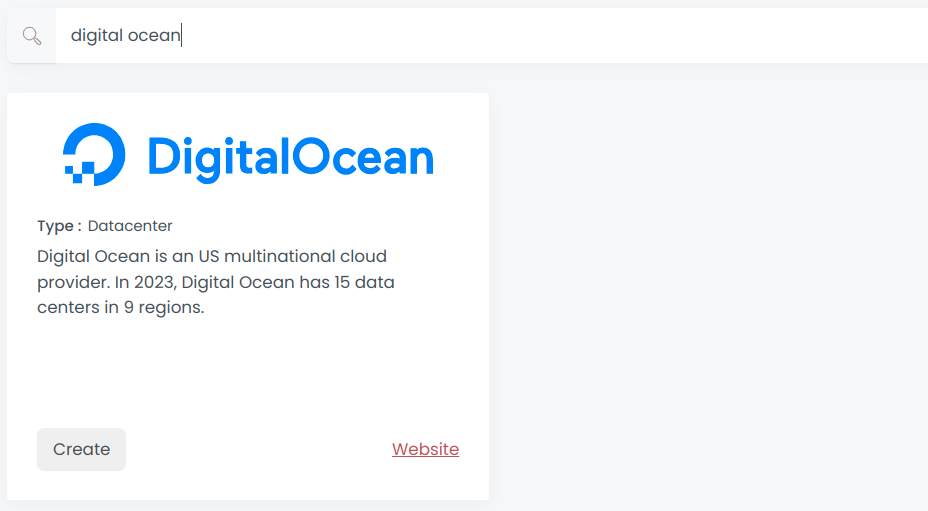 digital ocean
DigitalOcean
Type : Datacenter
Digital Ocean is an US multinational cloud
provider. In 2023, Digital Ocean has 15 data
centers in 9 regions.
Create Website